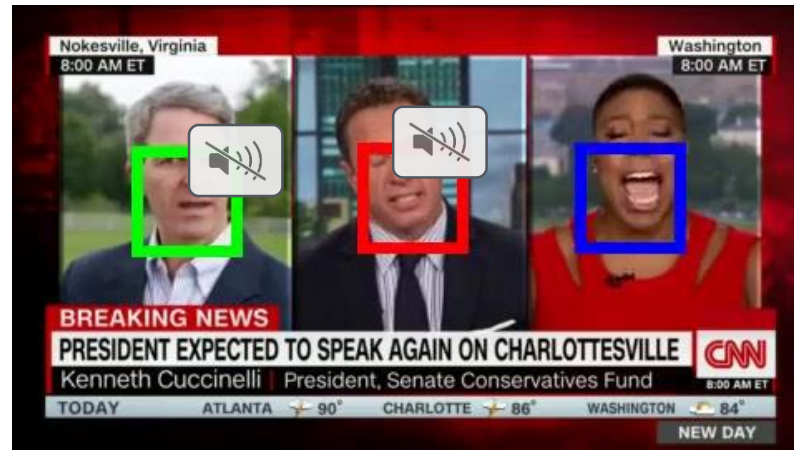 Nokesville, Virginia
8:00 AM ET
Washington
8:00 AM ET
BREAKING NEWS
PRESIDENT EXPECTED TO SPEAK AGAIN ON CHARLOTTESVILLE
CNN
Kenneth Cuccinelli President, Senate Conservatives Fund
8:00 AM ET
TODAY ATLANTA 90° CHARLOTTE 86° WASHINGTON 84°
NEW DAY